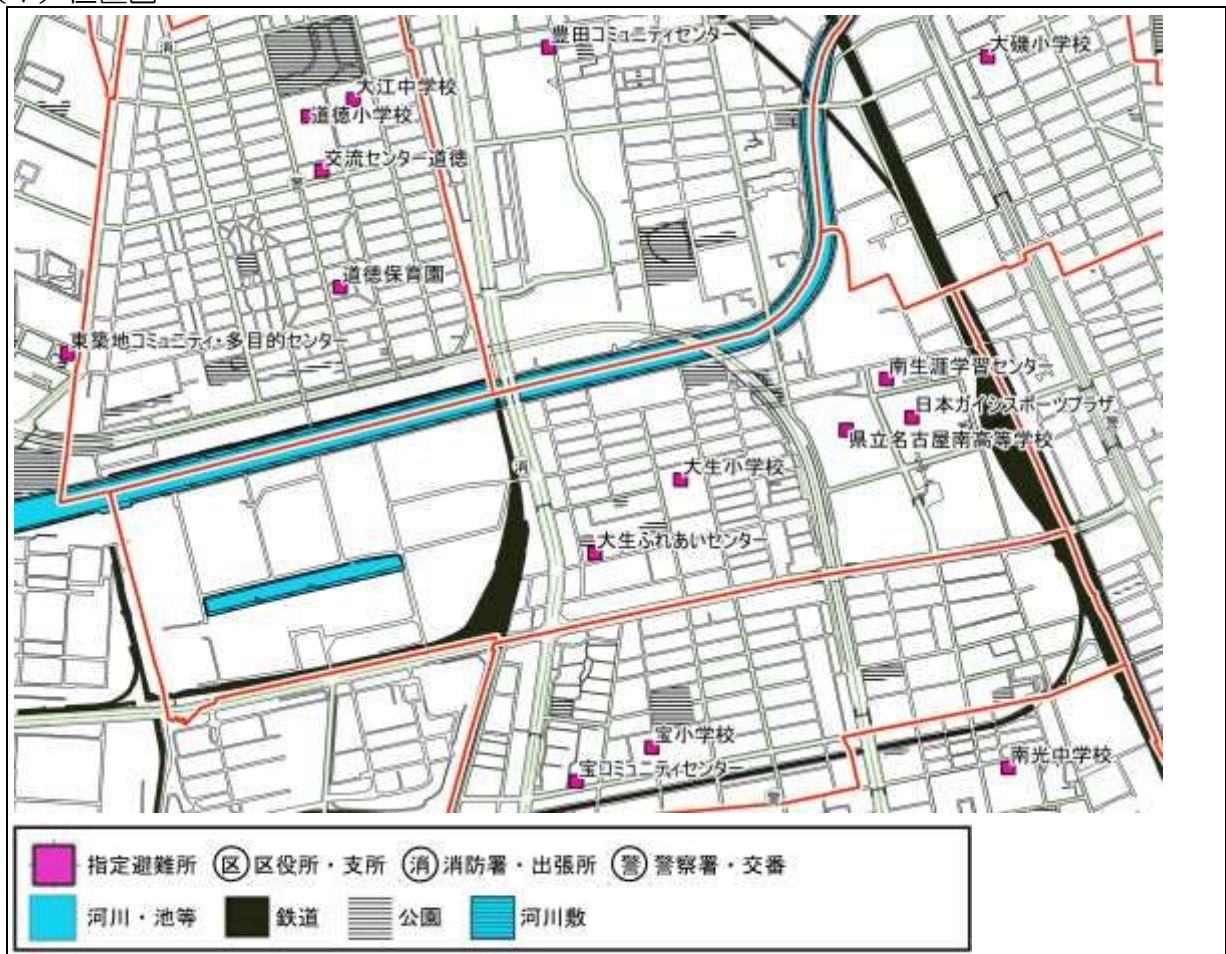 消
豊田コミュニティセンター
大磯小学校
大江中学校
道徳小学校
交流センター道徳
警
道徳保育園
東築地コミュニティ・多目的センター
南生涯学習センター
日本ガイシスポーツプラザ
警
県立名古屋南高等学校
消
大生小学校
大生ふれあいセンター
宝小学校
宝コミュニティセンター
南光中学校
警
指定避難所 区 区役所・支所 消 消防署・出張所 警 警察署・交番
河川・池等 鉄道 公園 河川敷